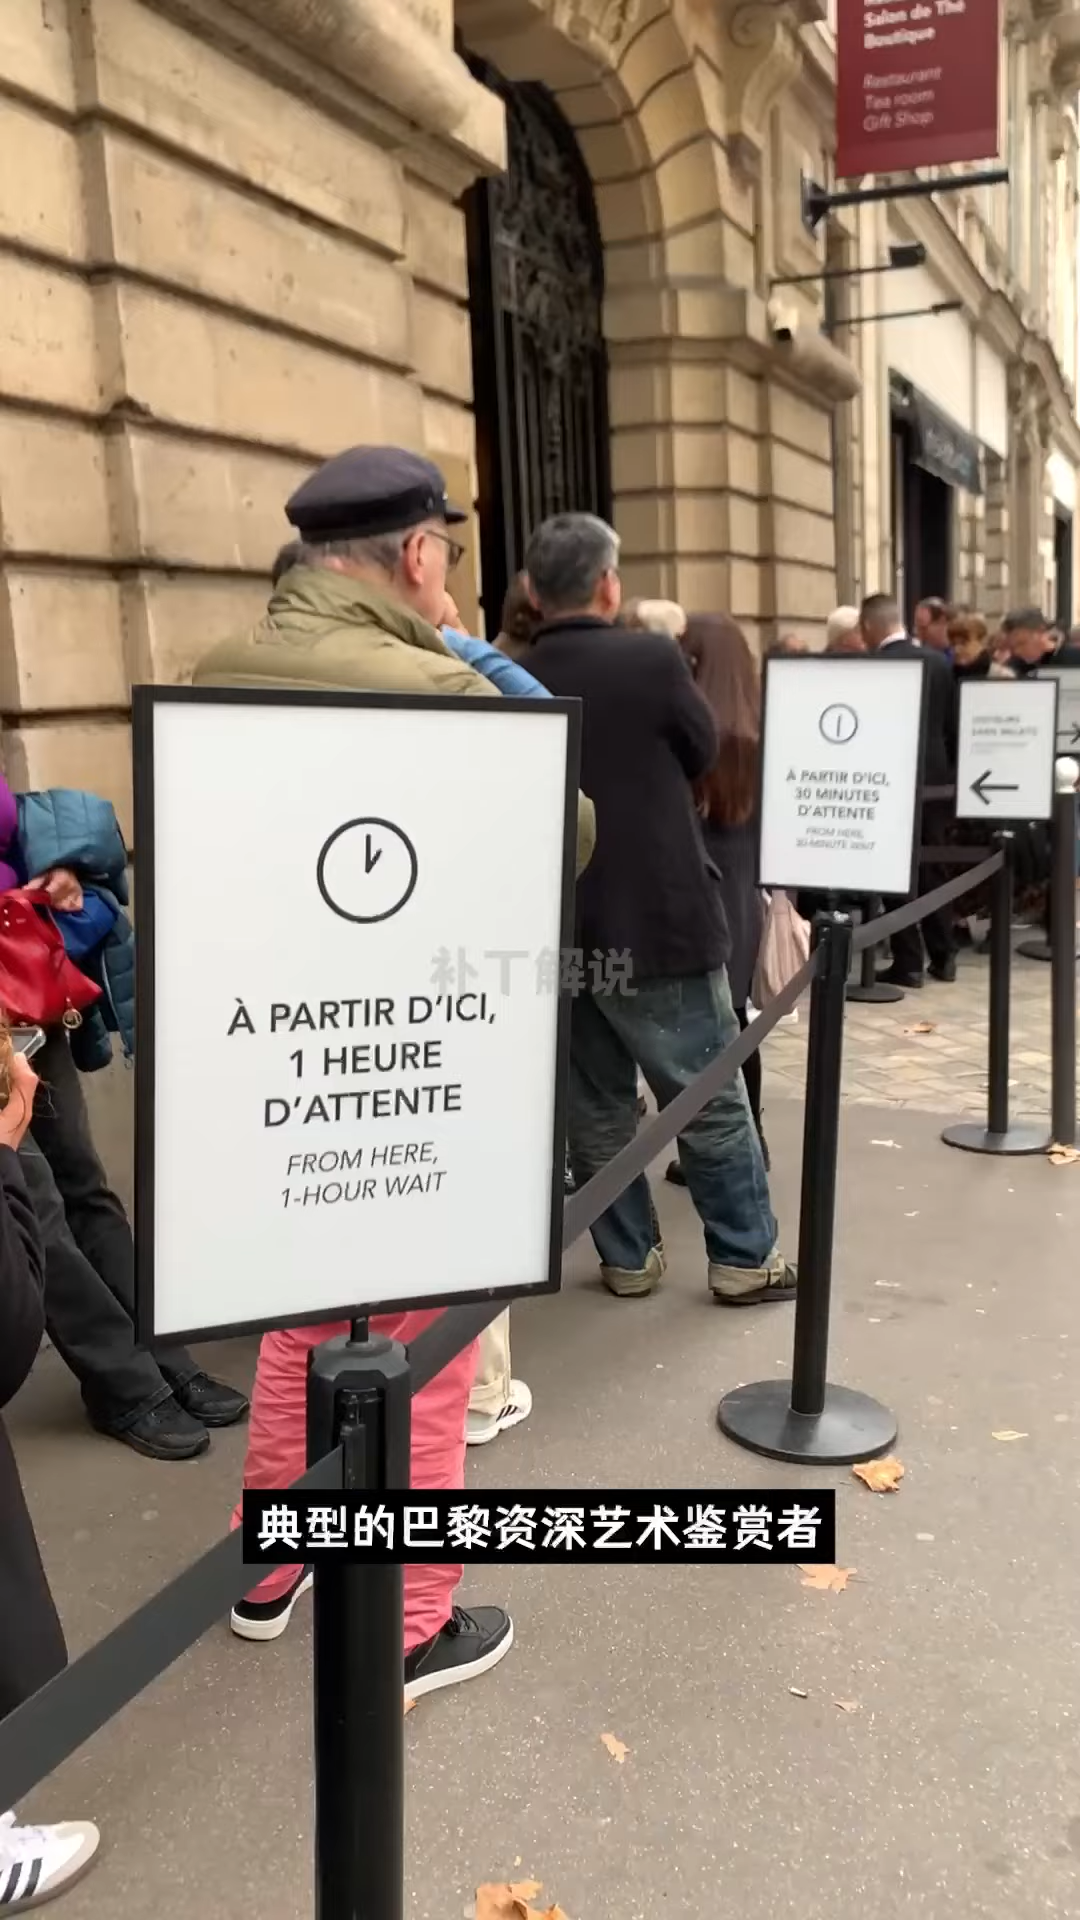 Salon de Thé
Boutique
Restaurant
Tea room
Gift Shop
À PARTIR D'ICI,
30 MINUTES
D'ATTENTE
FROM HERE,
30-MINUTE WAIT
À PARTIR D'ICI,
1 HEURE
D'ATTENTE
FROM HERE,
1-HOUR WAIT
补丁解说
典型的巴黎资深艺术鉴赏者